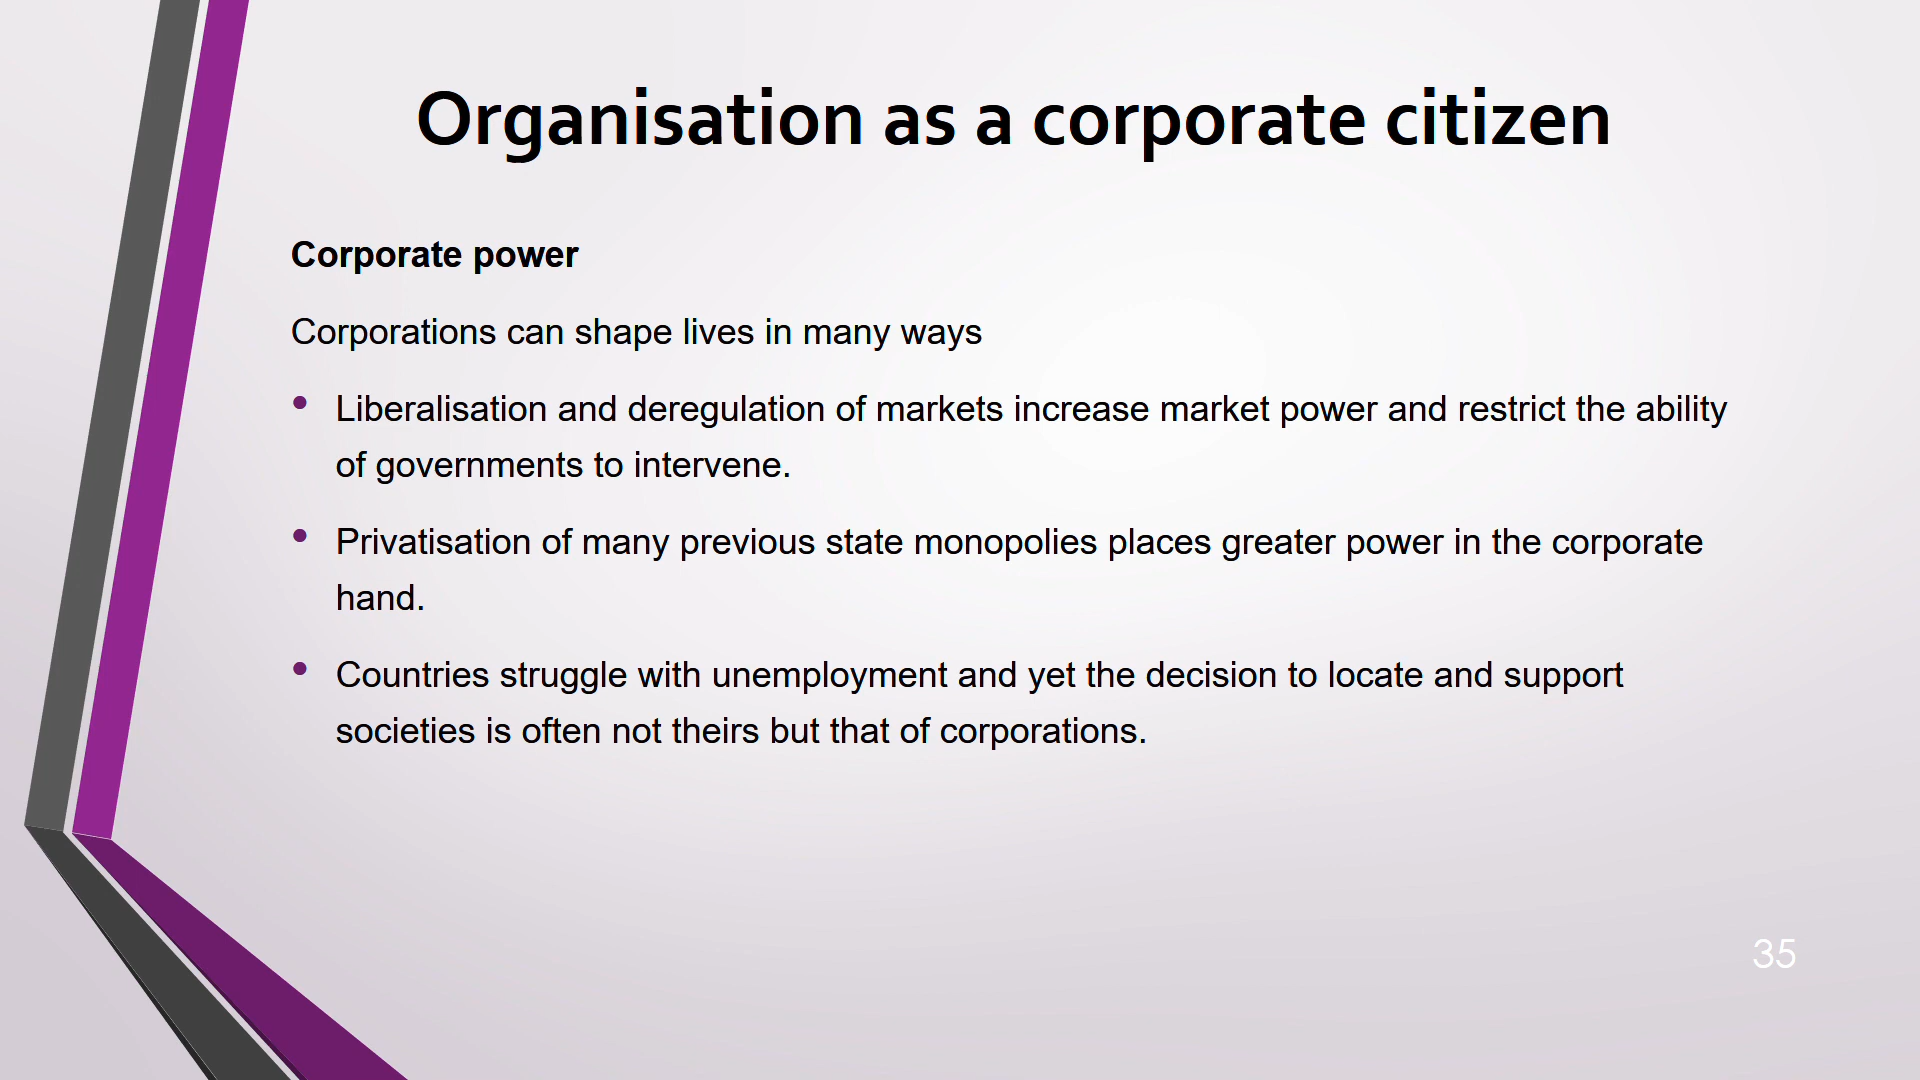 Organisation as a corporate citizen
Corporate power
Corporations can shape lives in many ways
• Liberalisation and deregulation of markets increase market power and restrict the ability
of governments to intervene.
• Privatisation of many previous state monopolies places greater power in the corporate
hand.
• Countries struggle with unemployment and yet the decision to locate and support
societies is often not theirs but that of corporations.
35